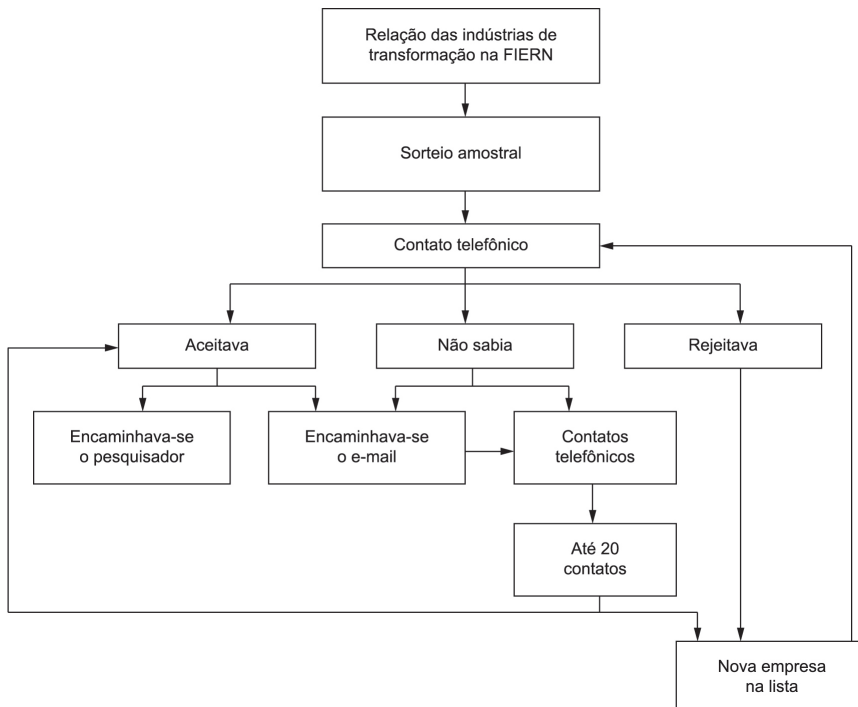 Relação das indústrias de
transformação na FIERN
Sorteio amostral
Contato telefônico
Aceitava
Não sabia
Rejeitava
Encaminhava-se
o pesquisador
Encaminhava-se
o e-mail
Contatos
telefônicos
Até 20
contatos
Nova empresa
na lista